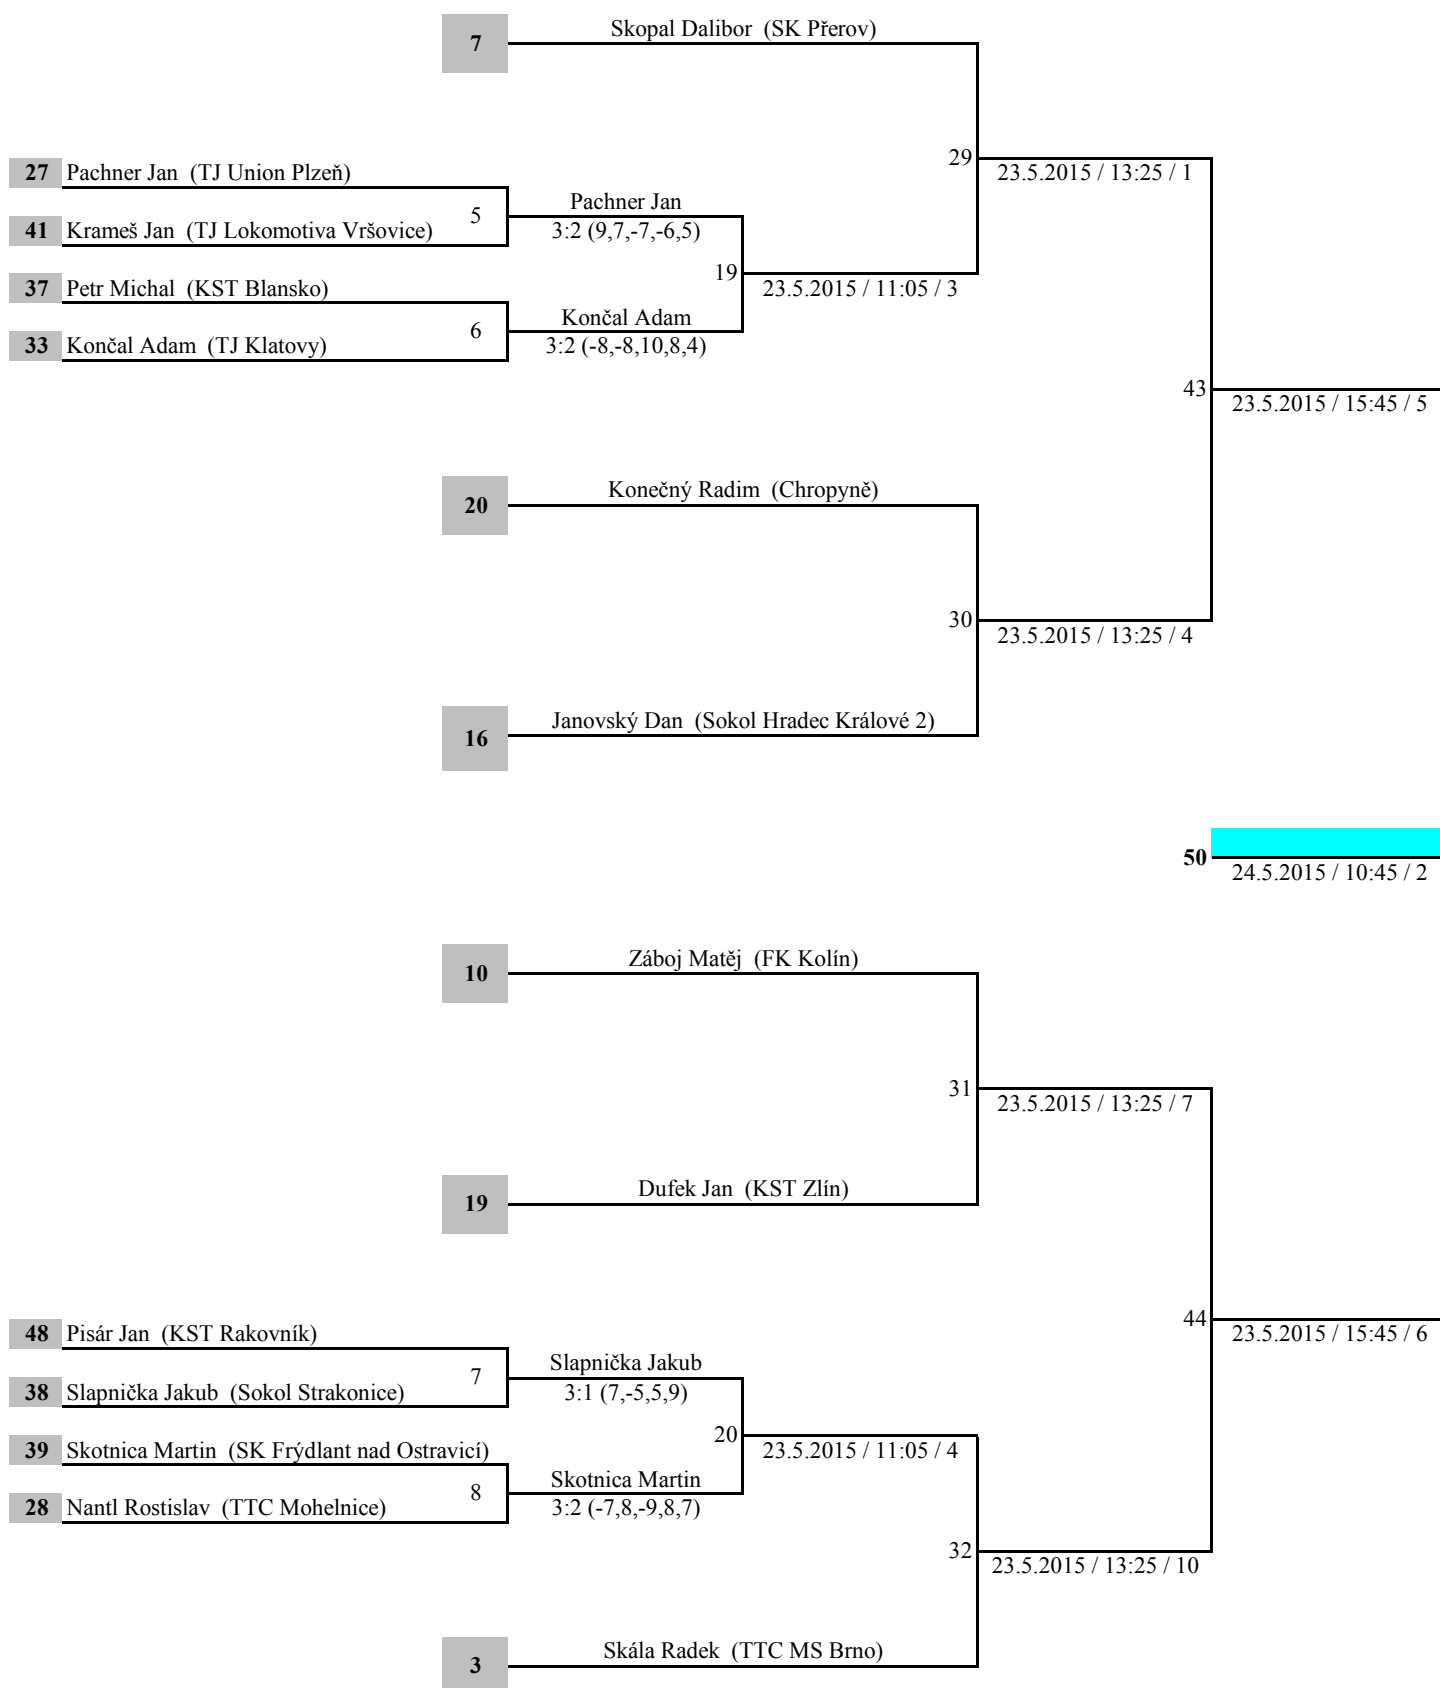 7 Skopal Dalibor (SK Přerov)
29
23.5.2015 / 13:25 / 1
27 Pachner Jan (TJ Union Plzeň)
5
Pachner Jan
3:2 (9,7,-7,-6,5)
41 Krameš Jan (TJ Lokomotiva Vršovice)
19
23.5.2015 / 11:05 / 3
37 Petr Michal (KST Blansko)
6
Končal Adam
3:2 (-8,-8,10,8,4)
33 Končal Adam (TJ Klatovy)
43
23.5.2015 / 15:45 / 5
20 Konečný Radim (Chropyně)
30
23.5.2015 / 13:25 / 4
16 Janovský Dan (Sokol Hradec Králové 2)
50
24.5.2015 / 10:45 / 2
10 Záboj Matěj (FK Kolín)
31
23.5.2015 / 13:25 / 7
19 Dufek Jan (KST Zlín)
44
23.5.2015 / 15:45 / 6
48 Pisár Jan (KST Rakovník)
7
Slapnička Jakub
3:1 (7,-5,5,9)
38 Slapnička Jakub (Sokol Strakonice)
20
23.5.2015 / 11:05 / 4
39 Skotnica Martin (SK Frýdlant nad Ostravicí)
8
Skotnica Martin
3:2 (-7,8,-9,8,7)
28 Nantl Rostislav (TTC Mohelnice)
32
23.5.2015 / 13:25 / 10
3 Skála Radek (TTC MS Brno)